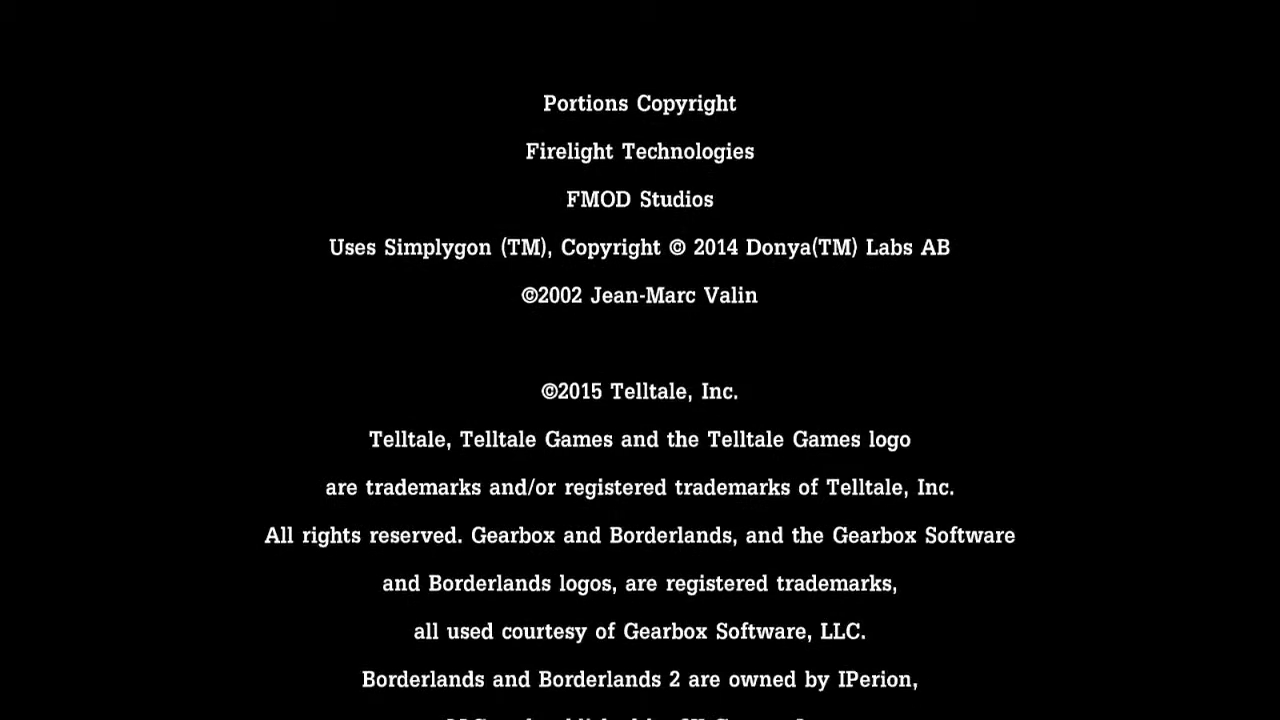 Portions Copyright
Firelight Technologies
FMOD Studios
Uses Simplygon (TM), Copyright © 2014 Donya(TM) Labs AB
©2002 Jean-Marc Valin
©2015 Telltale, Inc.
Telltale, Telltale Games and the Telltale Games logo
are trademarks and/or registered trademarks of Telltale, Inc.
All rights reserved. Gearbox and Borderlands, and the Gearbox Software
and Borderlands logos, are registered trademarks,
all used courtesy of Gearbox Software, LLC.
Borderlands and Borderlands 2 are owned by IPerion,